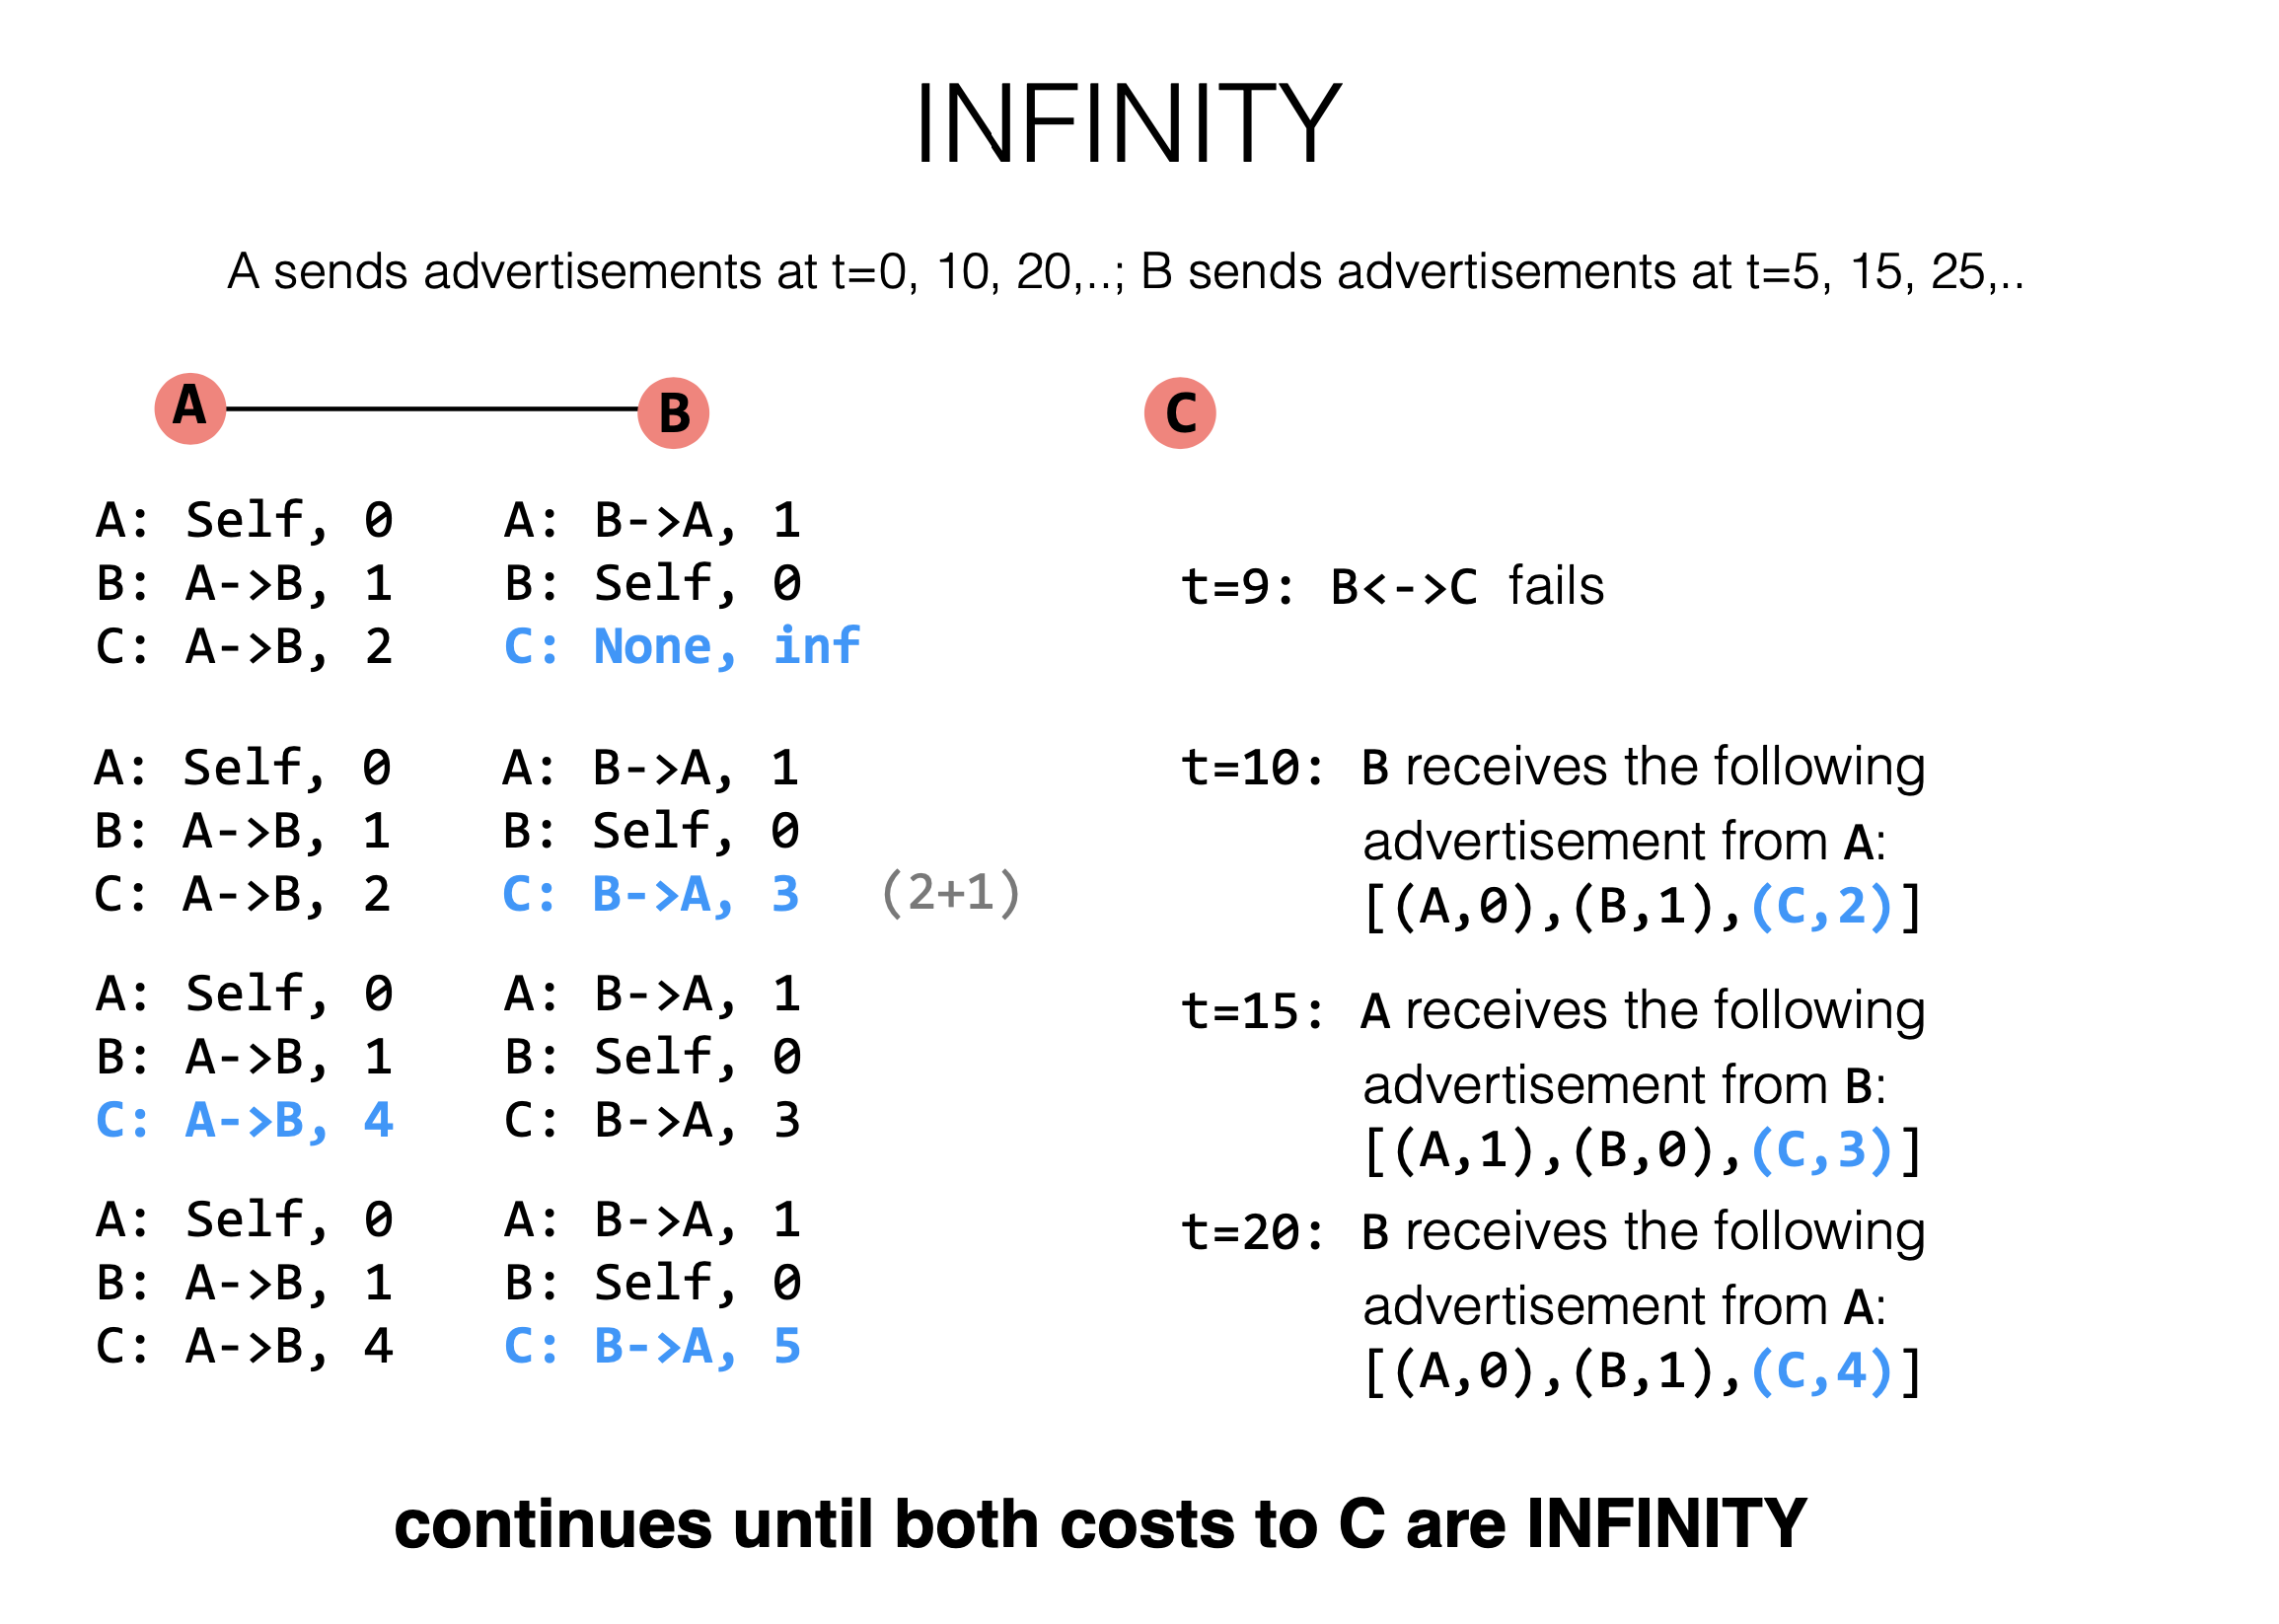 INFINITY
A sends advertisements at t=0, 10, 20,..; B sends advertisements at t=5, 15, 25,..
A
B
C
A: Self, 0
B: A->B, 1
C: A->B, 2
A: B->A, 1
B: Self, 0
C: None, inf
t=9: B<->C fails
A: Self, 0
B: A->B, 1
C: A->B, 2
A: B->A, 1
B: Self, 0
C: B->A, 3 (2+1)
t=10: B receives the following
advertisement from A:
[(A,0),(B,1),(C,2)]
A: Self, 0
B: A->B, 1
C: A->B, 4
A: B->A, 1
B: Self, 0
C: B->A, 3
t=15: A receives the following
advertisement from B:
[(A,1),(B,0),(C,3)]
A: Self, 0
B: A->B, 1
C: A->B, 4
A: B->A, 1
B: Self, 0
C: B->A, 5
t=20: B receives the following
advertisement from A:
[(A,0),(B,1),(C,4)]
continues until both costs to C are INFINITY